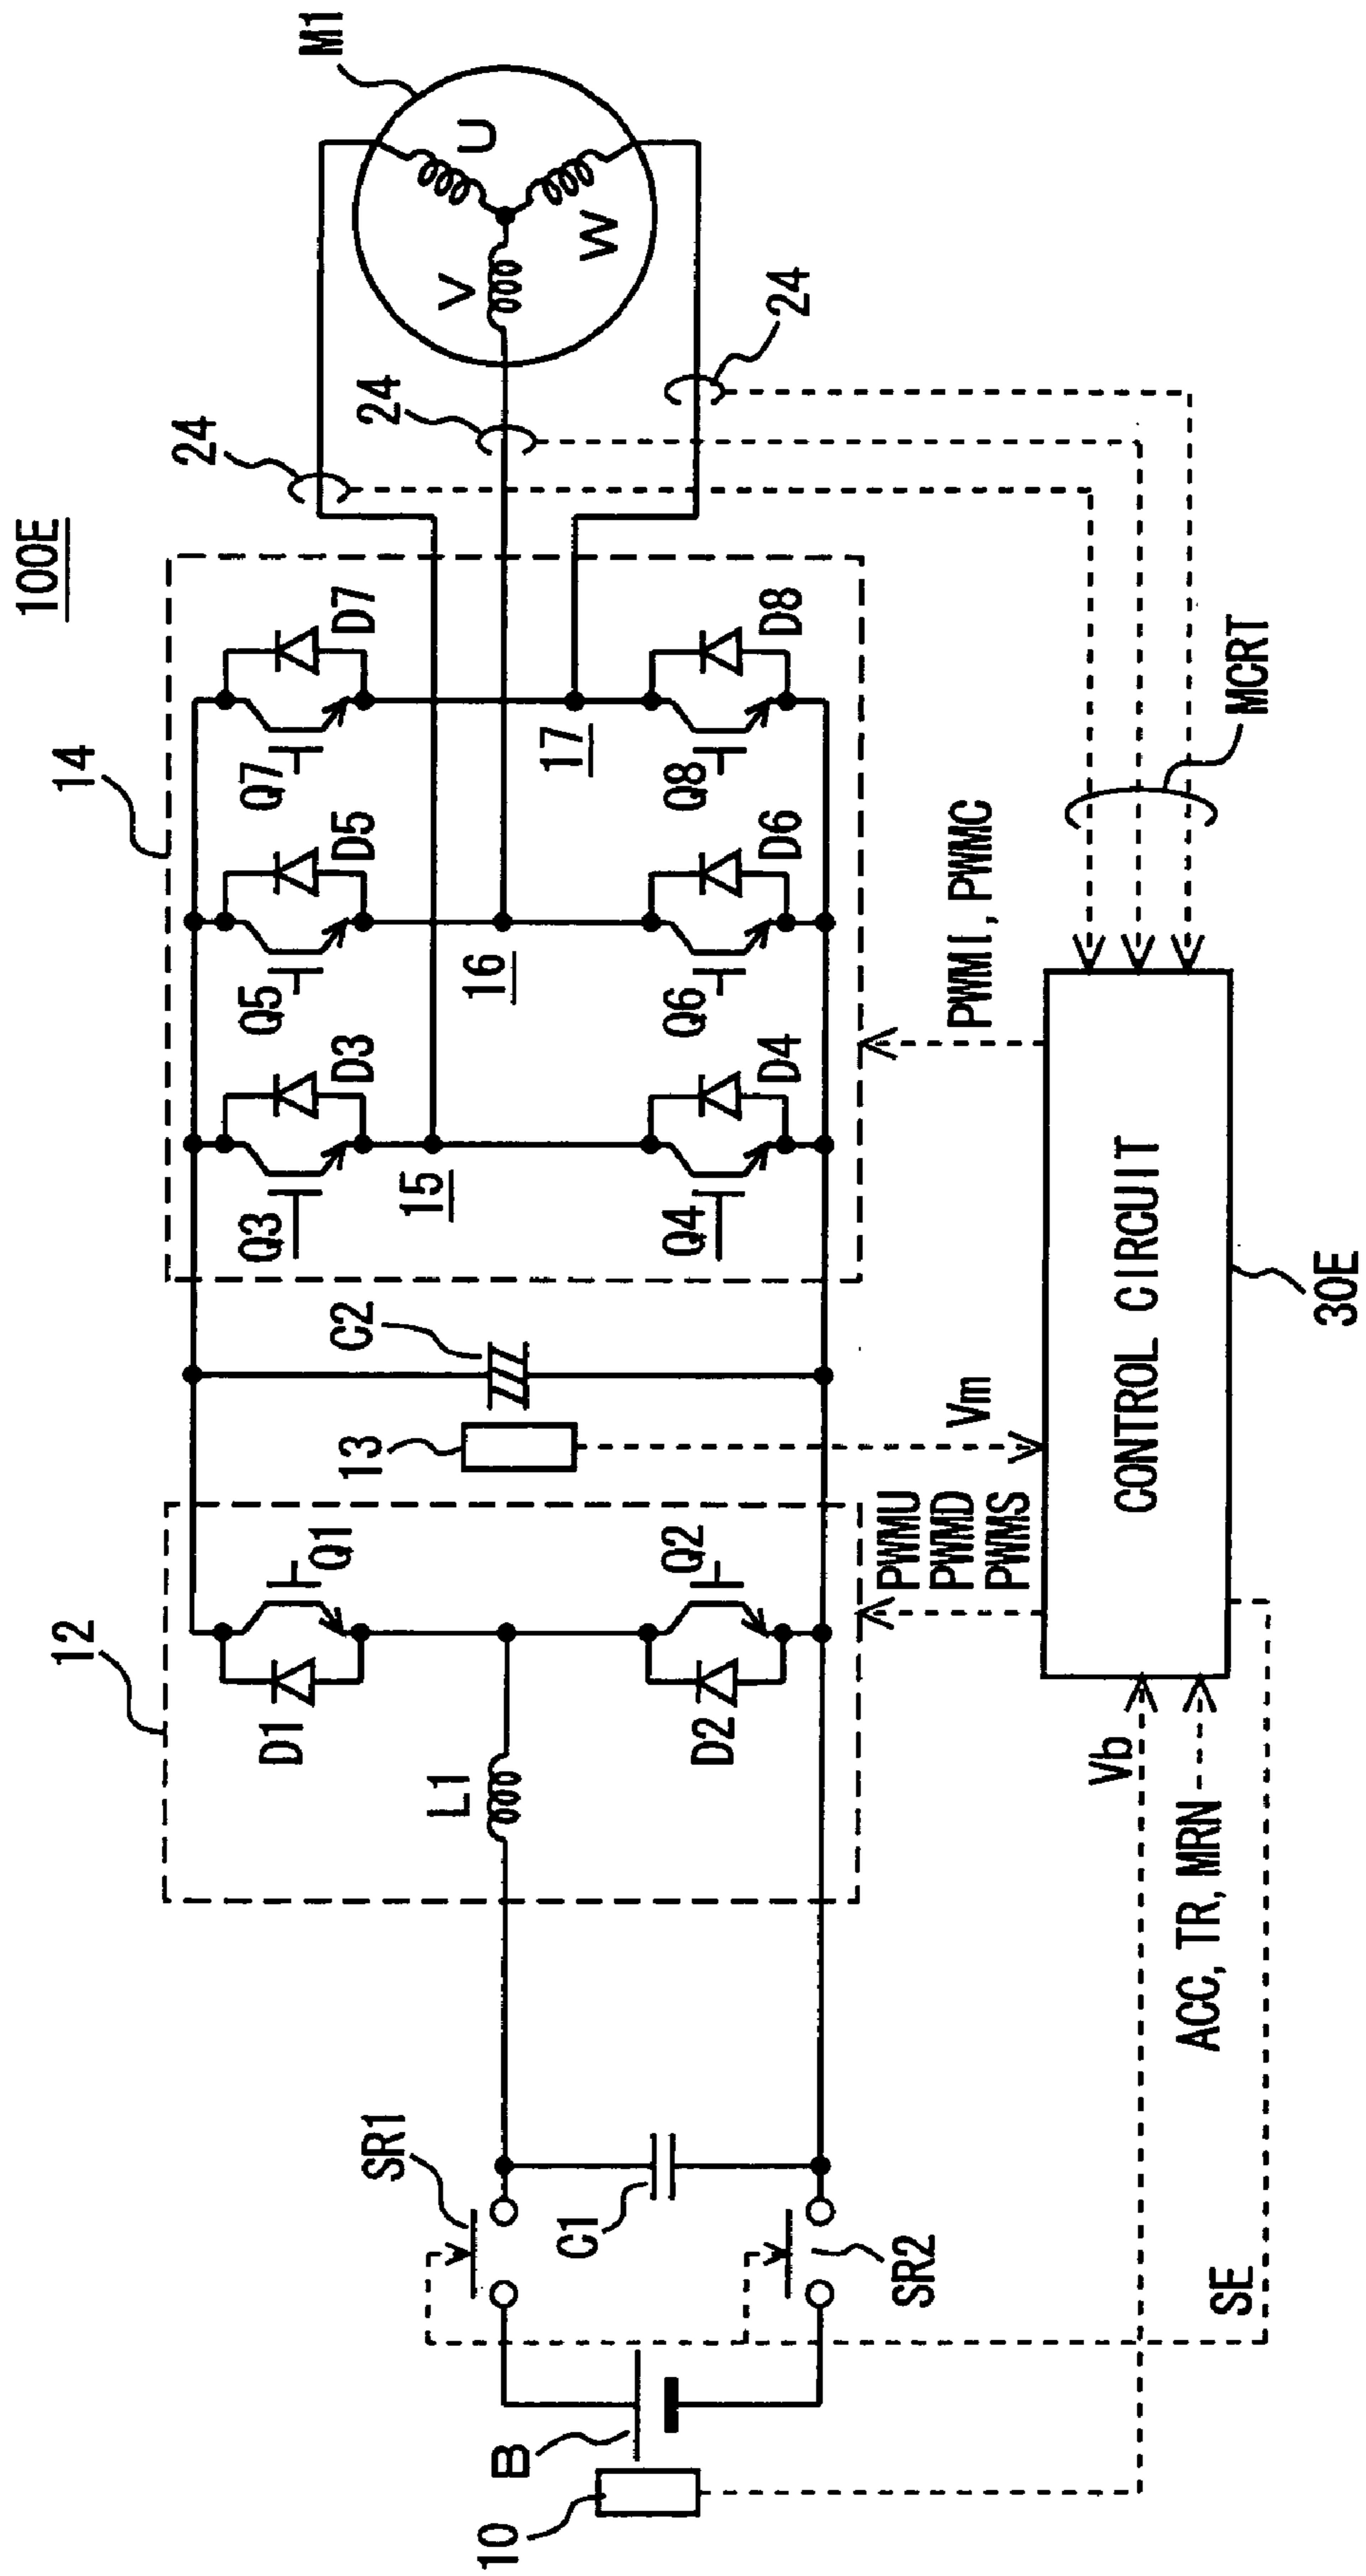 100E
12
14
M1
24
24
24
D1
Q1
Q3
D3
Q5
D5
Q7
D7
U
V
W
SR1
L1
13
C2
15
16
17
B
10
C1
SR2
D2
Q2
Q4
D4
Q6
D6
Q8
D8
PWMU
PWMD
PWMS
Vm
PWMI, PWMC
MCRT
Vb
ACC, TR, MRN
SE
CONTROL CIRCUIT
30E